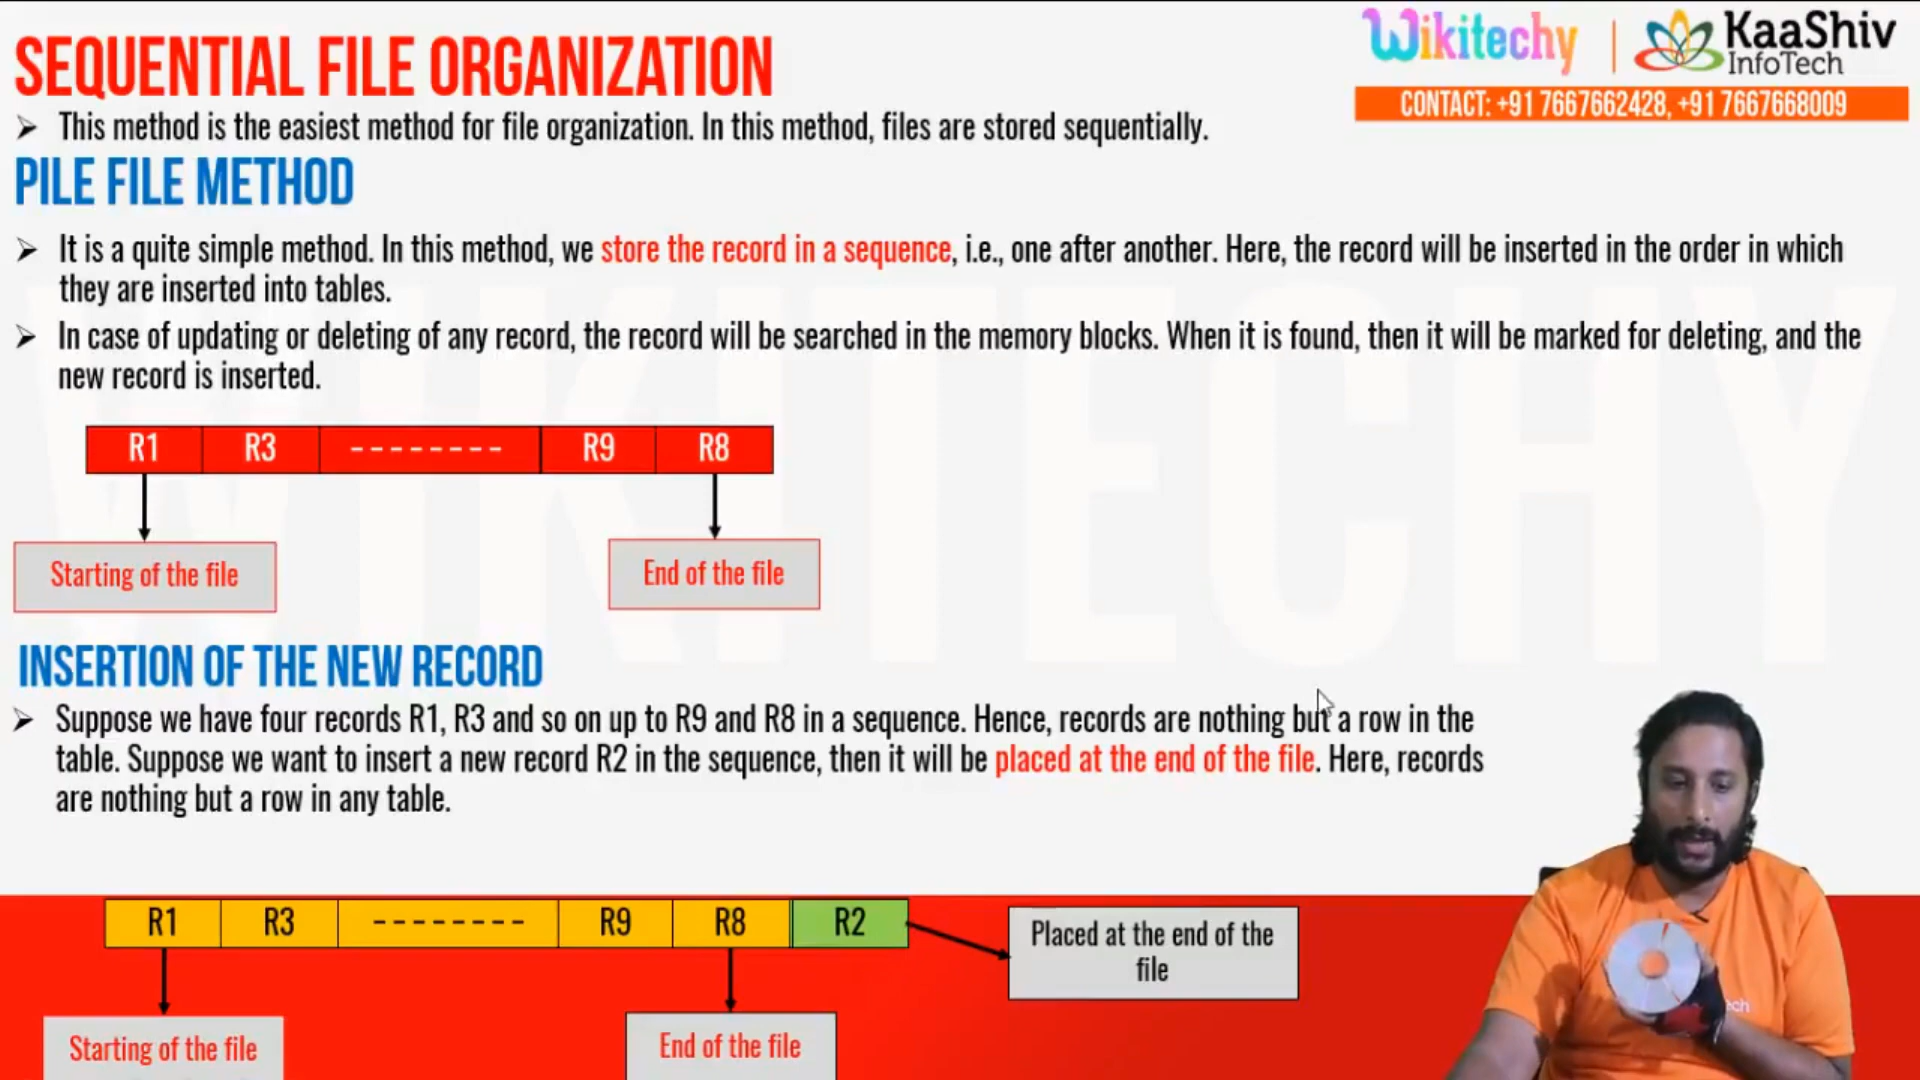 SEQUENTIAL FILE ORGANIZATION
Wikitechy
KaaShiv
InfoTech
CONTACT: +91 7667662428, +91 7667668009
➢ This method is the easiest method for file organization. In this method, files are stored sequentially.
PILE FILE METHOD
➢ It is a quite simple method. In this method, we store the record in a sequence, i.e., one after another. Here, the record will be inserted in the order in which
they are inserted into tables.
➢ In case of updating or deleting of any record, the record will be searched in the memory blocks. When it is found, then it will be marked for deleting, and the
new record is inserted.
WIKITECHY
R1 R3 -------- R9 R8
Starting of the file
End of the file
INSERTION OF THE NEW RECORD
➢ Suppose we have four records R1, R3 and so on up to R9 and R8 in a sequence. Hence, records are nothing but a row in the
table. Suppose we want to insert a new record R2 in the sequence, then it will be placed at the end of the file. Here, records
are nothing but a row in any table.
R1 R3 -------- R9 R8 R2
Placed at the end of the
file
Starting of the file
End of the file